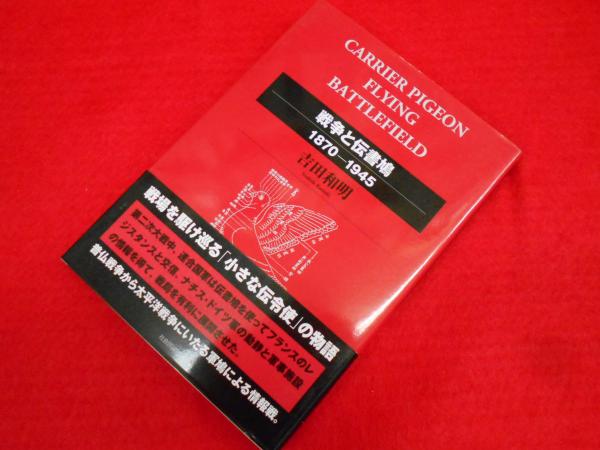 CARRIER PIGEON
FLYING
BATTLEFIELD
戦争と伝書鳩
1870—1945
吉田和明
戦場を駆け巡る「小さな伝令使」の物語
第二次大戦中、連合国軍は伝書鳩を使ってフランスのレ
ジスタンスと交信、ナチス・ドイツ軍の動静と軍事施設
の情報を得て、戦局を有利に展開させた。
普仏戦争から太平洋戦争にいたる軍鳩による情報戦。